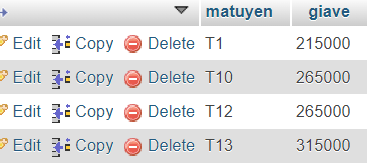 matuyen giave
Edit Copy Delete T1 215000
Edit Copy Delete T10 265000
Edit Copy Delete T12 265000
Edit Copy Delete T13 315000